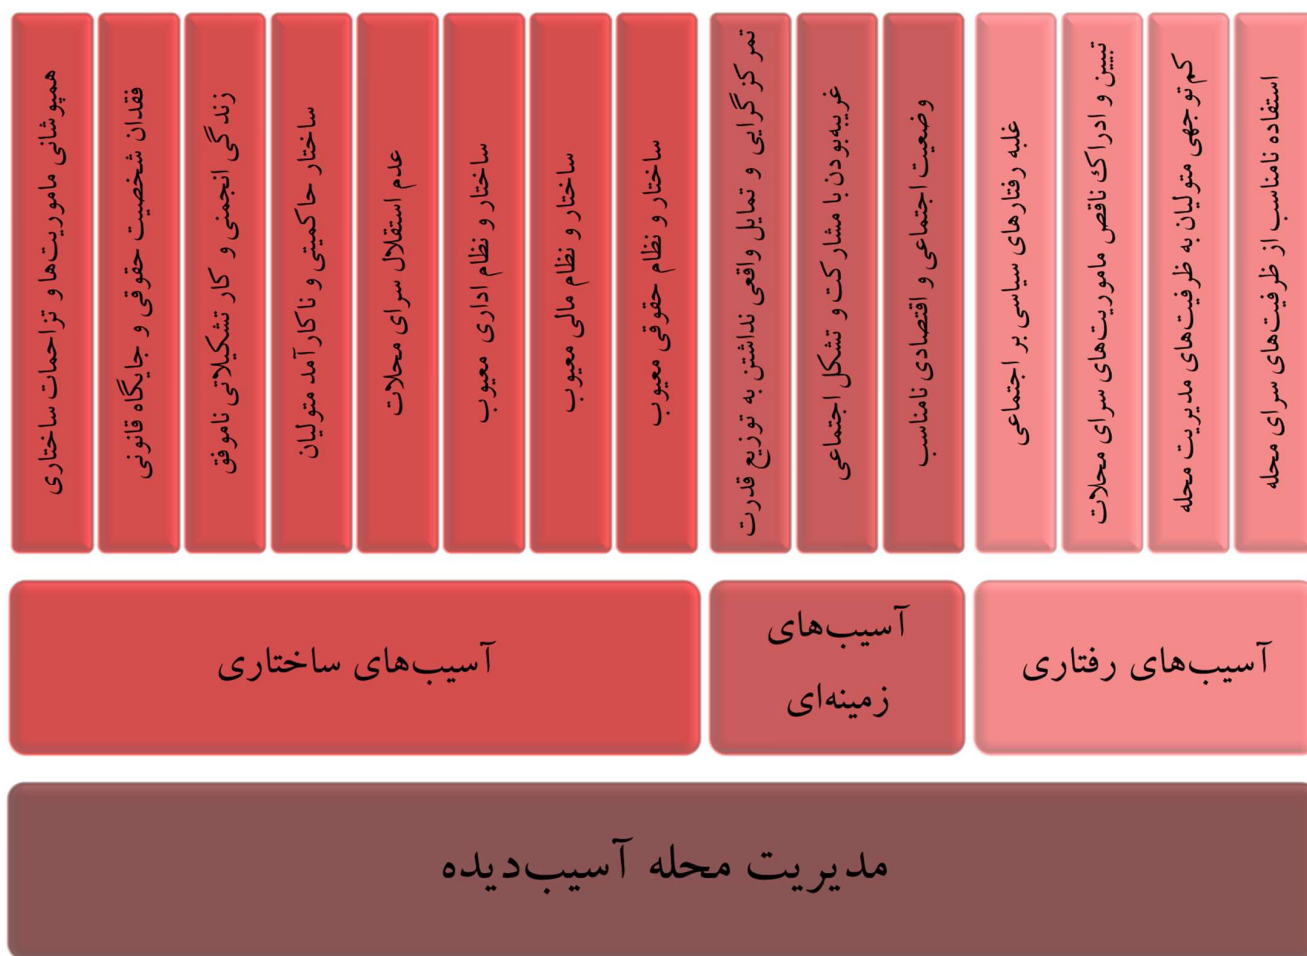 استفاده نامناسب از ظرفیت‌های سرای محله
کم‌توجهی متولیان به ظرفیت‌های مدیریت محله
تبیین و ادراک ناقص ماموریت‌های سرای محلات
غلبه رفتارهای سیاسی بر اجتماعی
وضعیت اجتماعی و اقتصادی نامناسب
غریبه‌بودن با مشارکت و تشکل اجتماعی
تمرکزگرایی و تمایل واقعی نداشتن به توزیع قدرت
ساختار و نظام حقوقی معیوب
ساختار و نظام مالی معیوب
ساختار و نظام اداری معیوب
عدم استقلال سرای محلات
ساختار حاکمیتی و ناکارآمد متولیان
زندگی انجمنی و کار تشکیلاتی ناموفق
فقدان شخصیت حقوقی و جایگاه قانونی
همپوشانی ماموریت‌ها و تزاحمات ساختاری
آسیب‌های رفتاری
آسیب‌های
زمینه‌ای
آسیب‌های ساختاری
مدیریت محله آسیب‌دیده